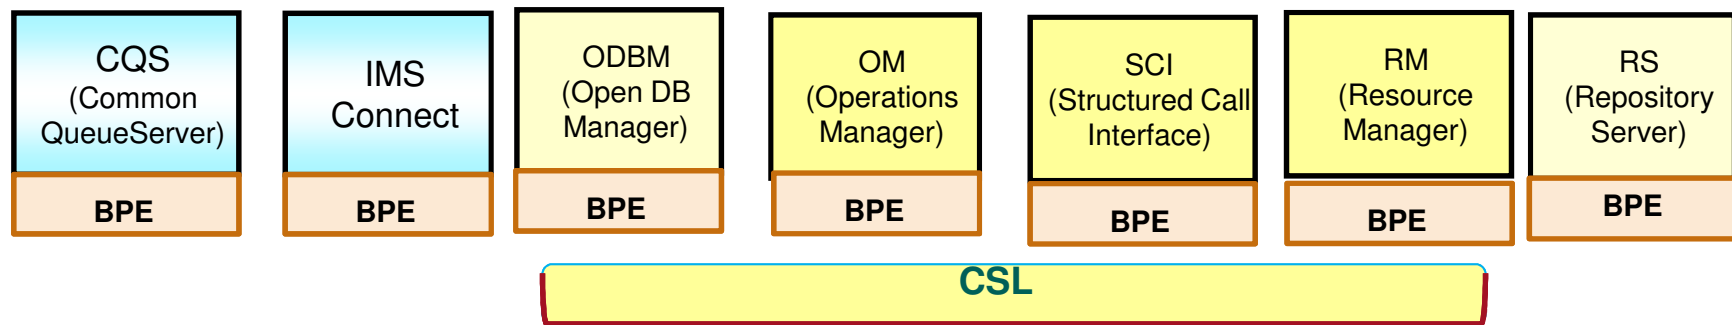 CQS
(Common
QueueServer)
BPE
IMS
Connect
BPE
ODBM
(Open DB
Manager)
BPE
OM
(Operations
Manager)
BPE
SCI
(Structured Call
Interface)
BPE
RM
(Resource
Manager)
BPE
RS
(Repository
Server)
BPE
CSL